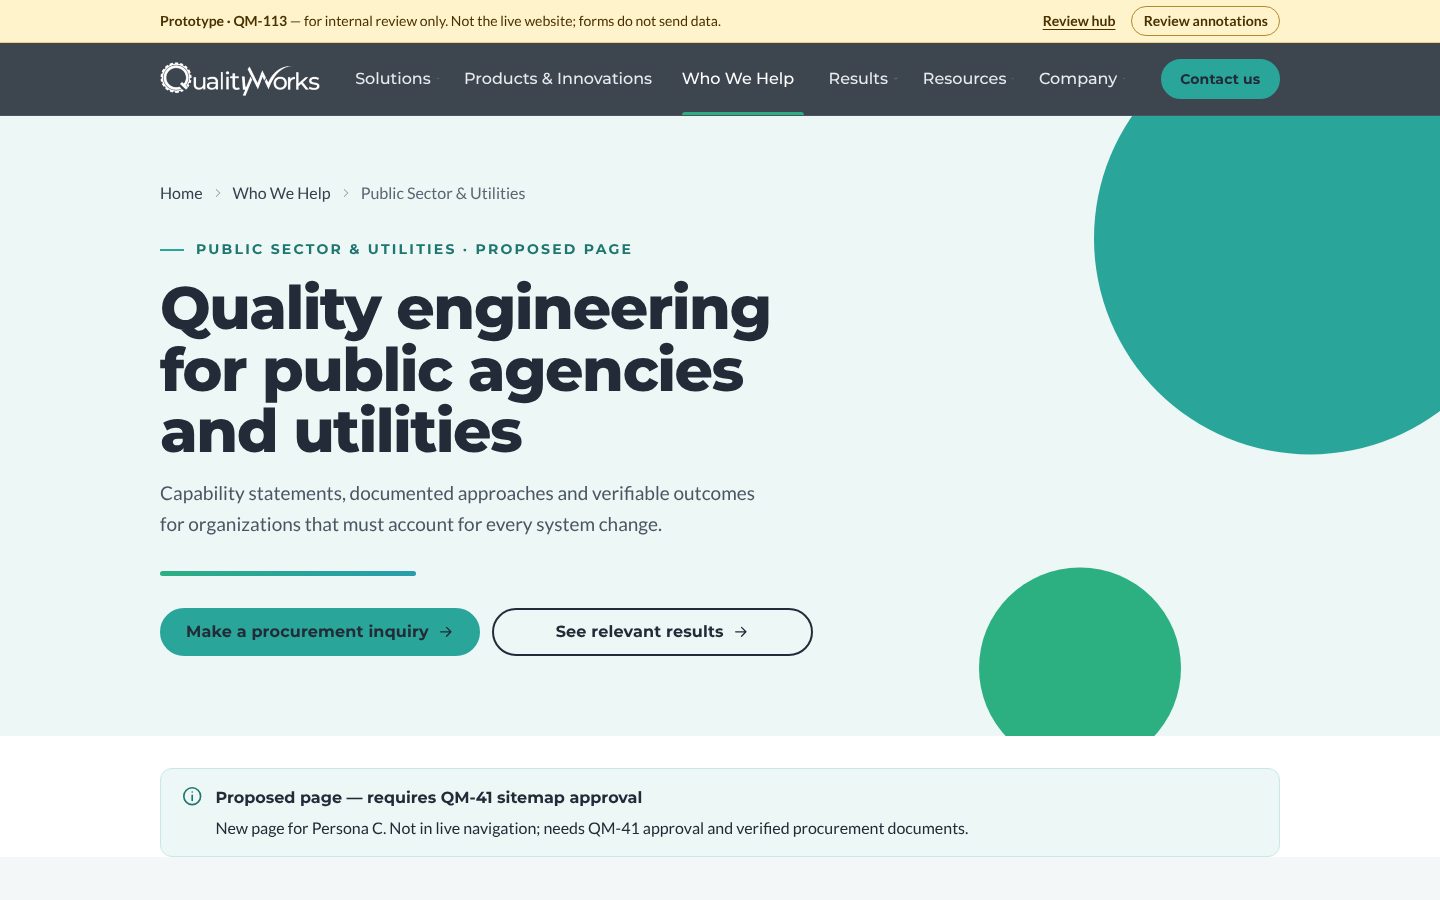 Prototype · QM-113 — for internal review only. Not the live website; forms do not send data.
Review hub
Review annotations
QualityWorks
Solutions
Products & Innovations
Who We Help
Results
Resources
Company
Contact us
Home
Who We Help
Public Sector & Utilities
PUBLIC SECTOR & UTILITIES · PROPOSED PAGE
Quality engineering
for public agencies
and utilities
Capability statements, documented approaches and verifiable outcomes
for organizations that must account for every system change.
Make a procurement inquiry →
See relevant results →
Proposed page — requires QM-41 sitemap approval
New page for Persona C. Not in live navigation; needs QM-41 approval and verified procurement documents.